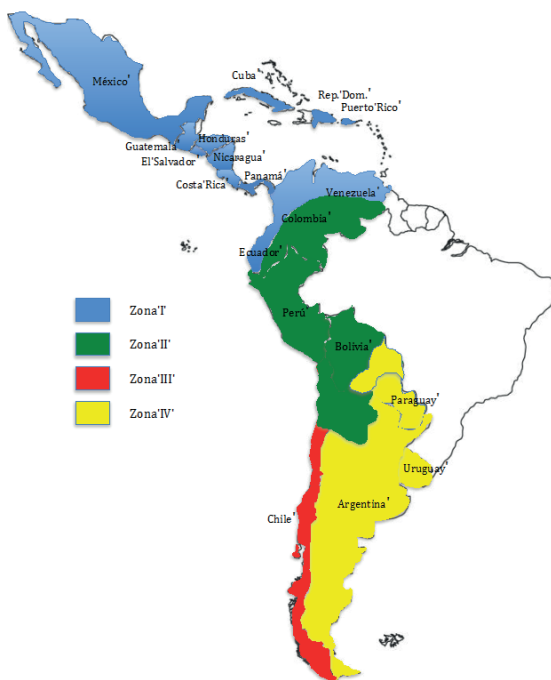 Cuba
México'
Rep.'Dom.'
Puerto'Rico'
Honduras'
Guatemala'
El'Salvador'
Nicaragua'
Costa'Rica'
Panamá'
Venezuela'
Colombia'
Ecuador'
Zona'I'
Perú'
Zona'II'
Bolivia'
Zona'III'
Paraguay'
Zona'IV'
Uruguay'
Argentina'
Chile'